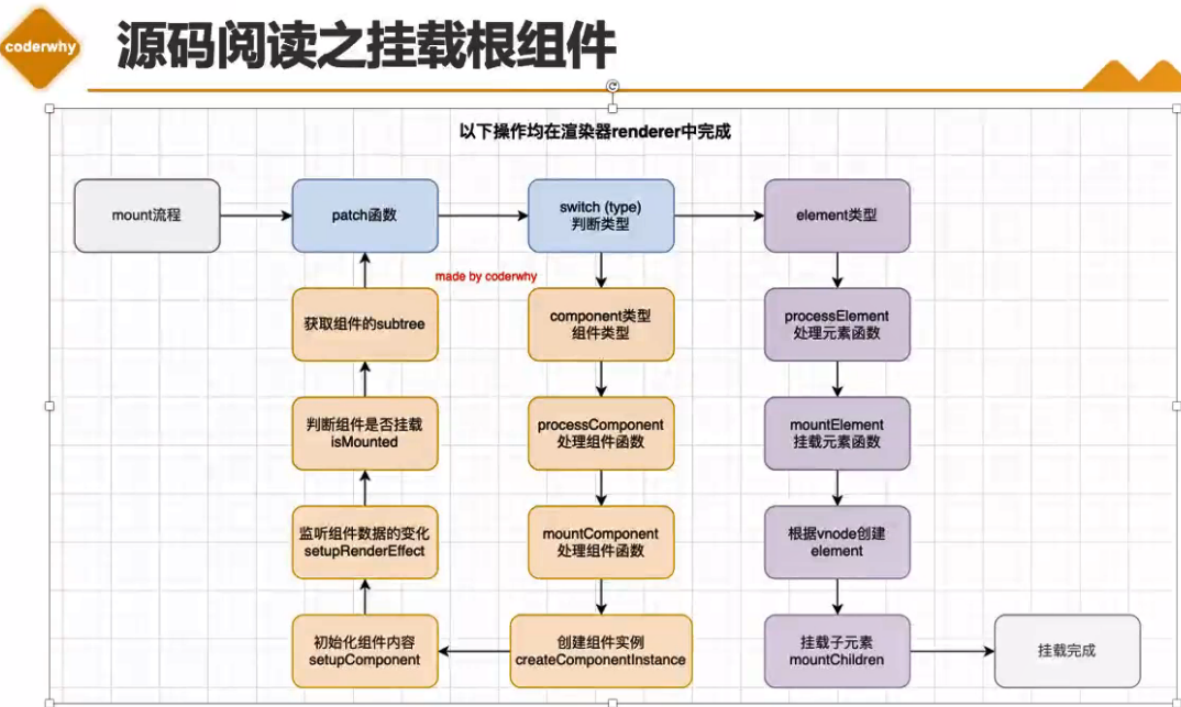 coderwhy
源码阅读之挂载根组件
以下操作均在渲染器renderer中完成
mount流程
patch函数
switch (type)
判断类型
element类型
made by coderwhy
获取组件的subtree
component类型
组件类型
processElement
处理元素函数
判断组件是否挂载
isMounted
processComponent
处理组件函数
mountElement
挂载元素函数
监听组件数据的变化
setupRenderEffect
mountComponent
处理组件函数
根据vnode创建
element
初始化组件内容
setupComponent
创建组件实例
createComponentInstance
挂载子元素
mountChildren
挂载完成